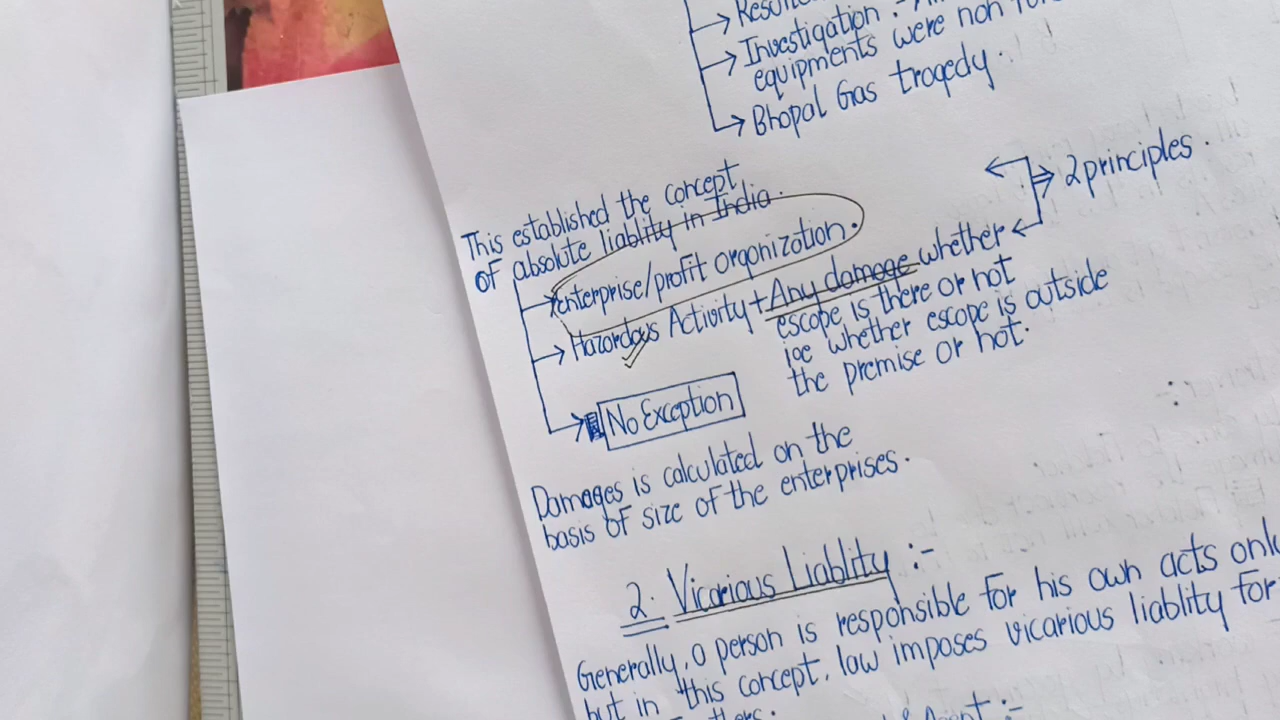 → Investigation :-
equipments were non
→ Bhopal Gas tragedy.
→ 2 principles.
This established the concept
of absolute liablity in India.
→ Enterprise/profit organization.
→ Hazardous Activity + Any damage whether
escape is there or not
ioe whether escape is outside
the premise or not.
→ No Exception
Damages is calculated on the
basis of size of the enterprises.
2. Vicarious Liablity :-
Generally, a person is responsible for his own acts only
but in this concept, law imposes vicarious liablity for